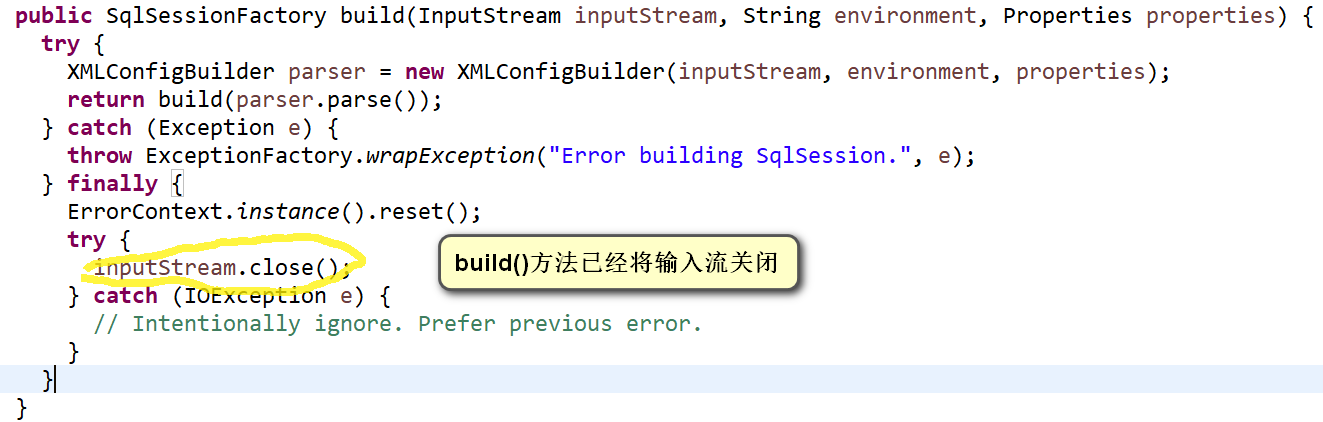 public SqlSessionFactory build(InputStream inputStream, String environment, Properties properties) {
try {
XMLConfigBuilder parser = new XMLConfigBuilder(inputStream, environment, properties);
return build(parser.parse());
} catch (Exception e) {
throw ExceptionFactory.wrapException("Error building SqlSession.", e);
} finally {
ErrorContext.instance().reset();
try {
inputStream.close();
build()方法已经将输入流关闭
} catch (IOException e) {
// Intentionally ignore. Prefer previous error.
}
}
}